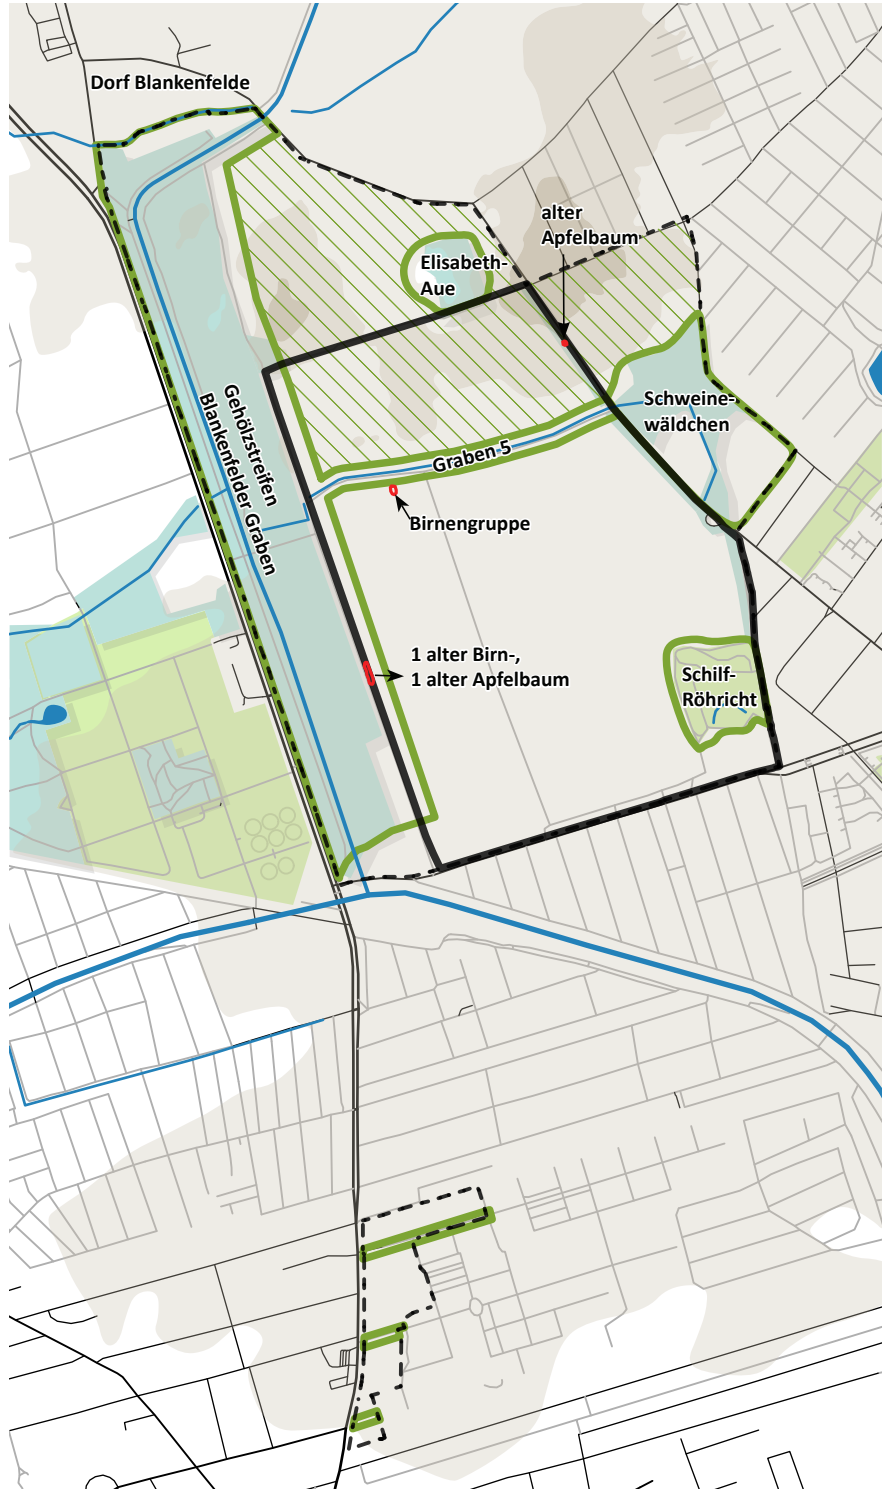 Dorf Blankenfelde
alter
Apfelbaum
Elisabeth-
Aue
Schweine-
wäldchen
Gehölzstreifen
Blankenfelder Graben
Graben 5
Birnengruppe
1 alter Birn-,
1 alter Apfelbaum
Schilf-
Röhricht